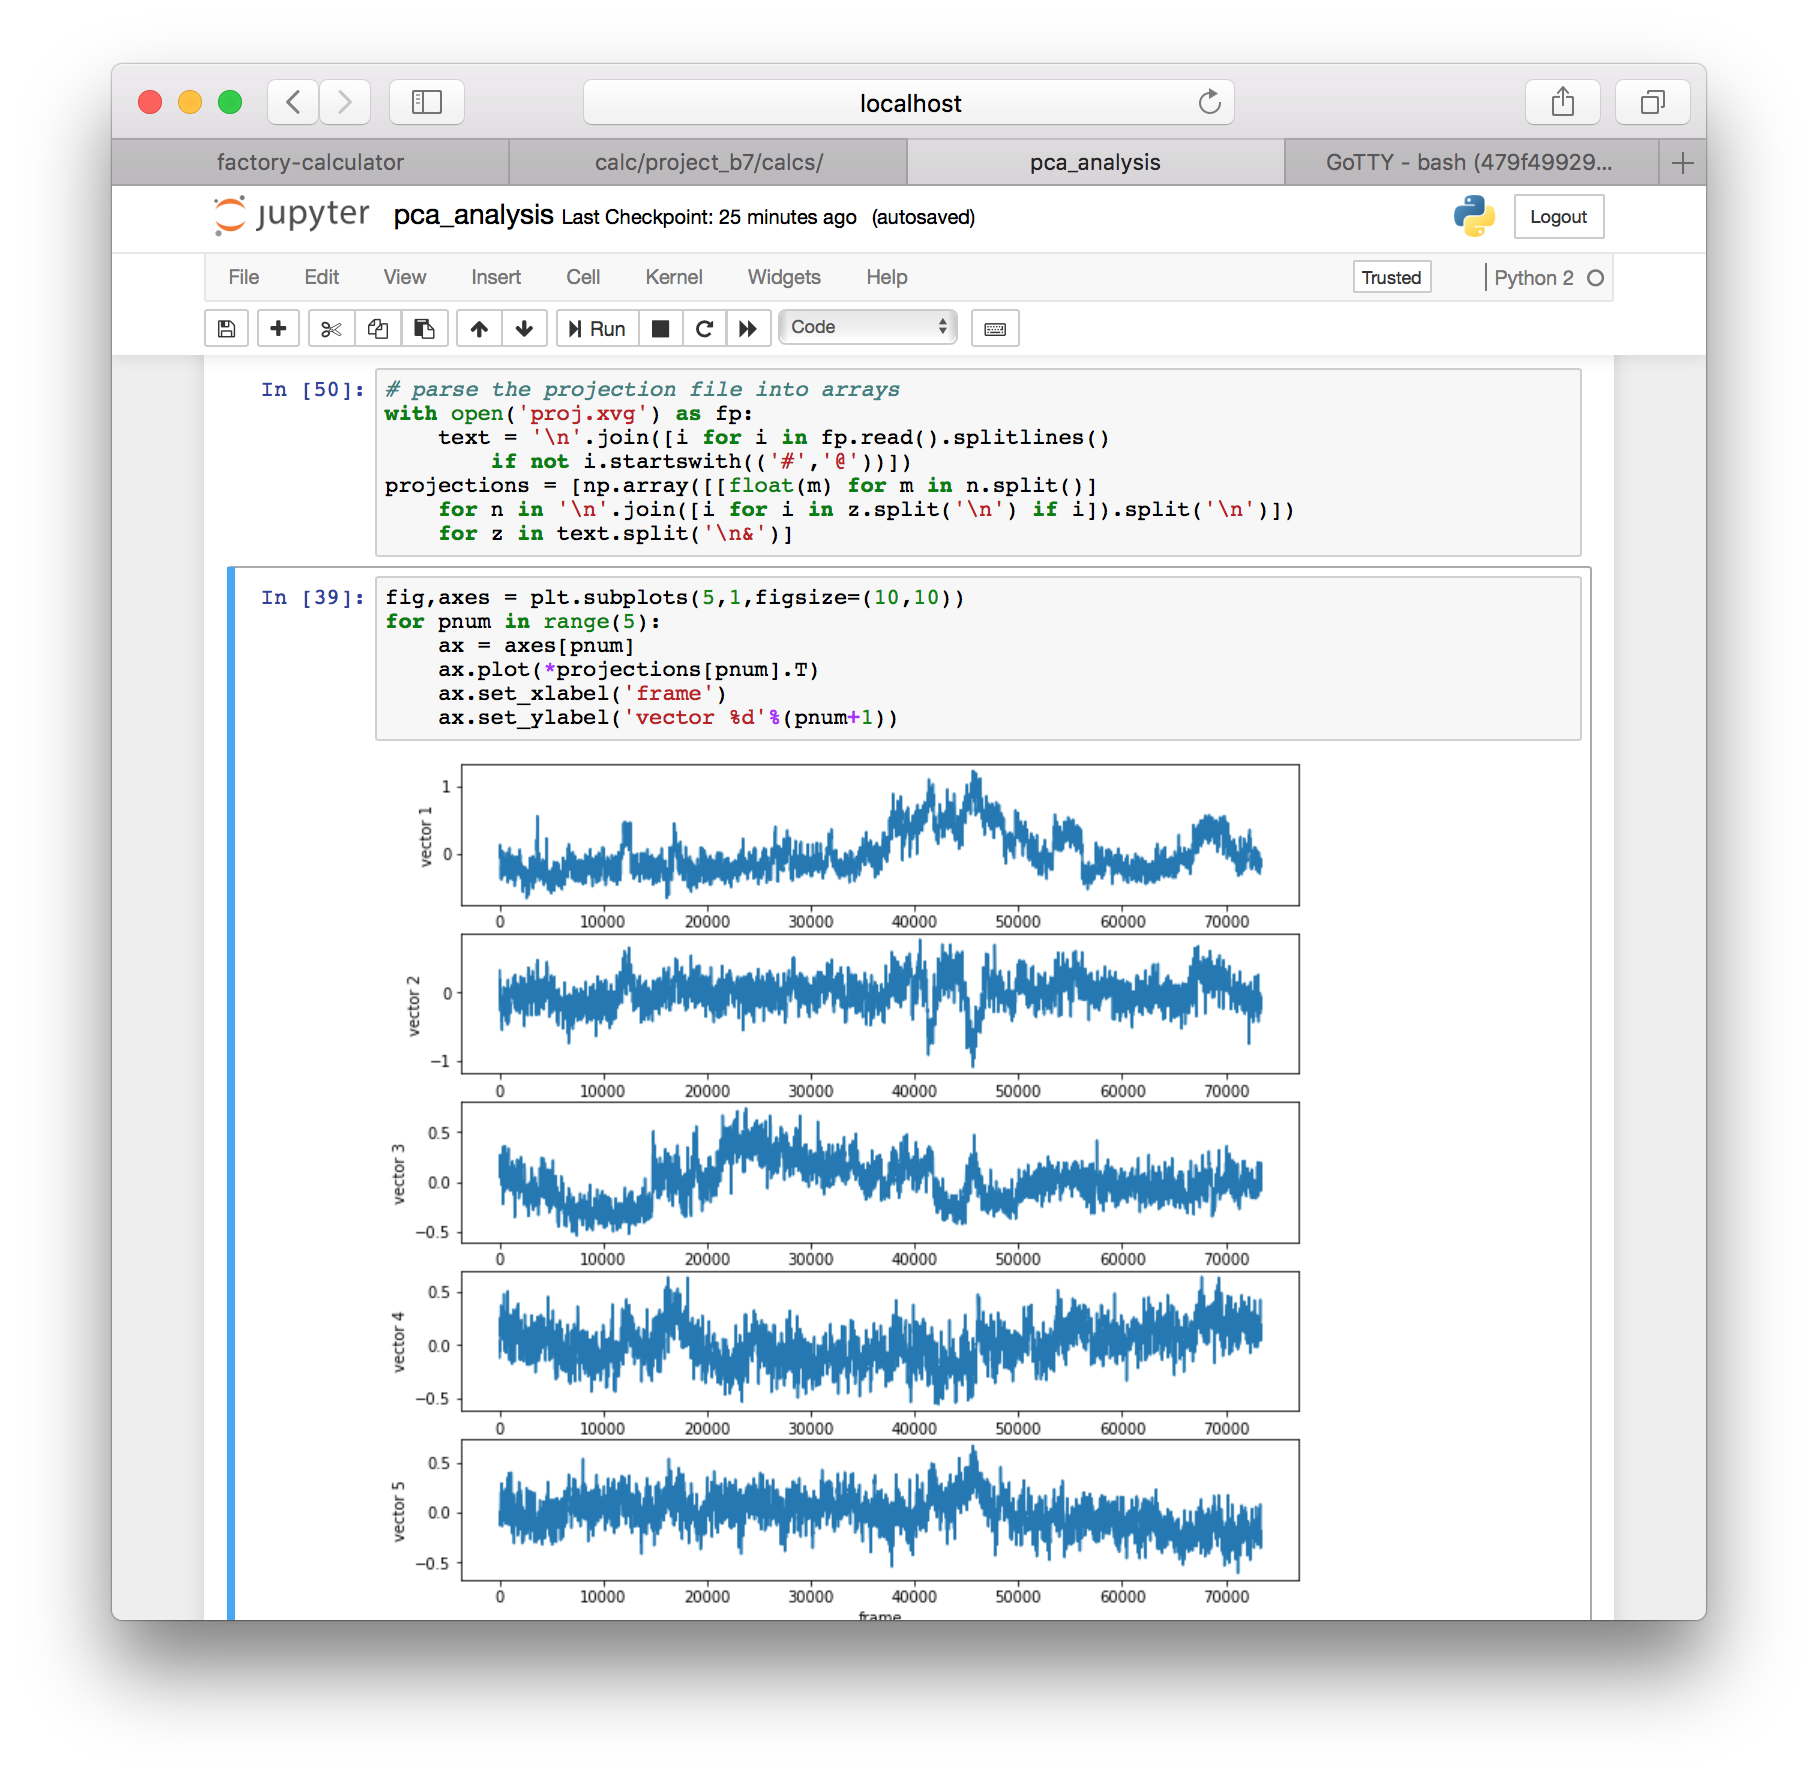 localhost
factory-calculator calc/project_b7/calcs/ pca_analysis GoTTY - bash (479f49929...
jupyter pca_analysis Last Checkpoint: 25 minutes ago (autosaved) Logout
File Edit View Insert Cell Kernel Widgets Help Trusted Python 2
Run Code
In [50]: # parse the projection file into arrays
with open('proj.xvg') as fp:
    text = '\n'.join([i for i in fp.read().splitlines()
        if not i.startswith(('#','@'))])
projections = [np.array([[float(m) for m in n.split()]
    for n in '\n'.join([i for i in z.split('\n') if i]).split('\n')])
    for z in text.split('\n&')]
In [39]: fig,axes = plt.subplots(5,1,figsize=(10,10))
for pnum in range(5):
    ax = axes[pnum]
    ax.plot(*projections[pnum].T)
    ax.set_xlabel('frame')
    ax.set_ylabel('vector %d'%(pnum+1))
1
vector 1
0
0 10000 20000 30000 40000 50000 60000 70000
vector 2
0
−1
0 10000 20000 30000 40000 50000 60000 70000
0.5
vector 3
0.0
−0.5
0 10000 20000 30000 40000 50000 60000 70000
0.5
vector 4
0.0
−0.5
0 10000 20000 30000 40000 50000 60000 70000
0.5
vector 5
0.0
−0.5
0 10000 20000 30000 40000 50000 60000 70000
frame